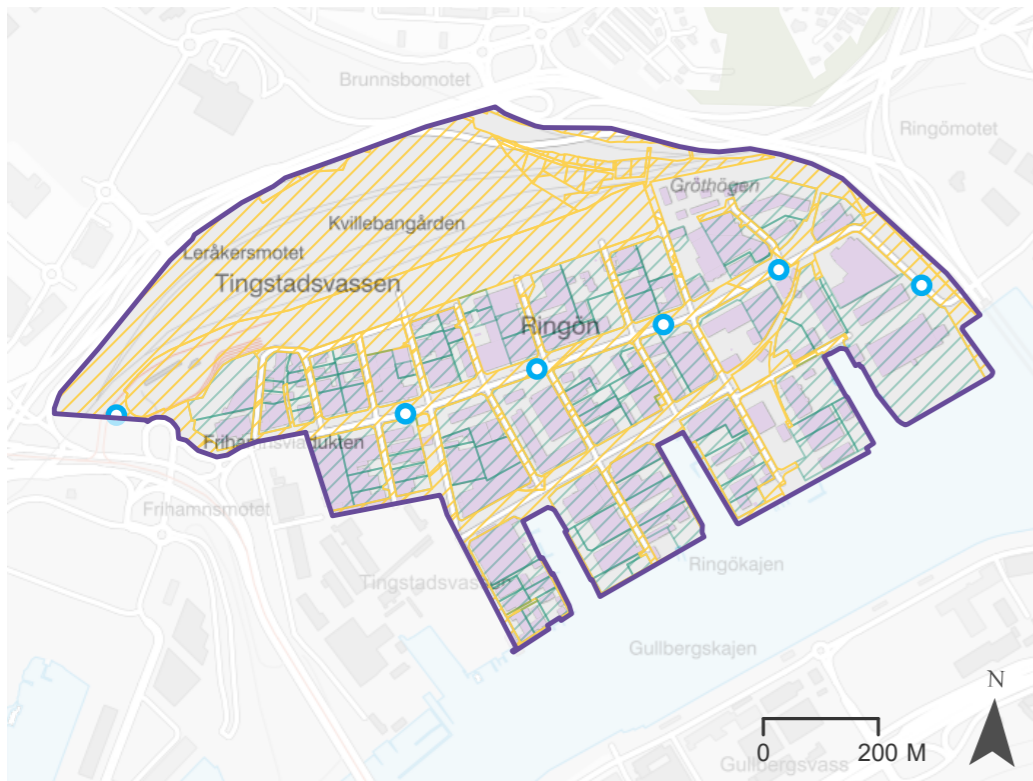 Brunnsbomotet
Ringömotet
Gröthögen
Kvillebangården
Leråkersmotet
Tingstadsvassen
Ringön
Frihamnsviadukten
Frihamnsmotet
Tingstadsvassen
Ringökajen
Gullbergskajen
N
0 200 M
Gullbergsvass